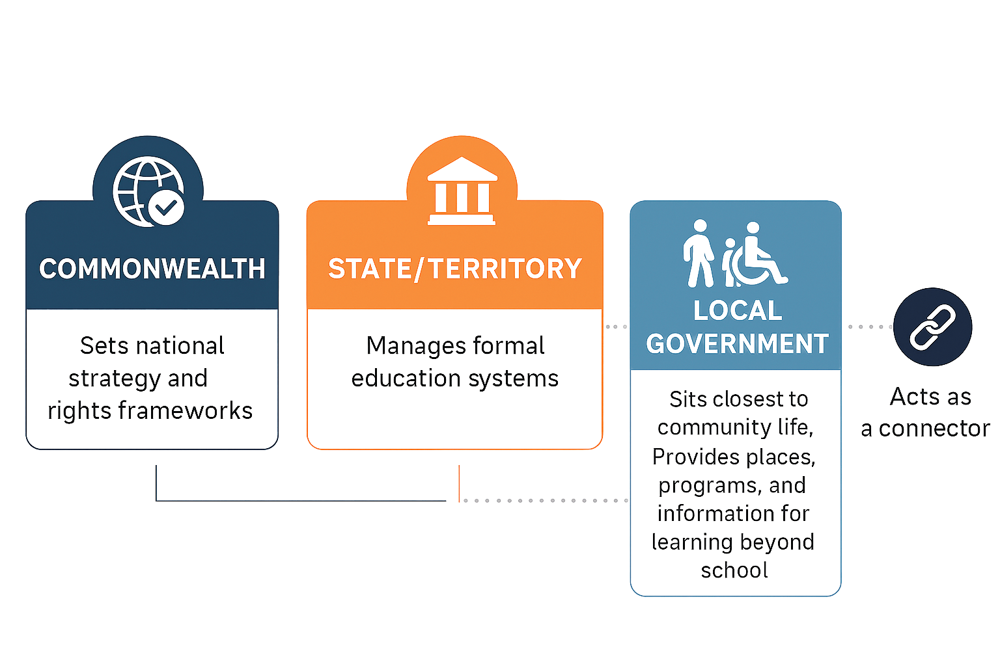 COMMONWEALTH
Sets national
strategy and
rights frameworks
STATE/TERRITORY
Manages formal
education systems
LOCAL
GOVERNMENT
Sits closest to
community life,
Provides places,
programs, and
information for
learning beyond
school
Acts as
a connector